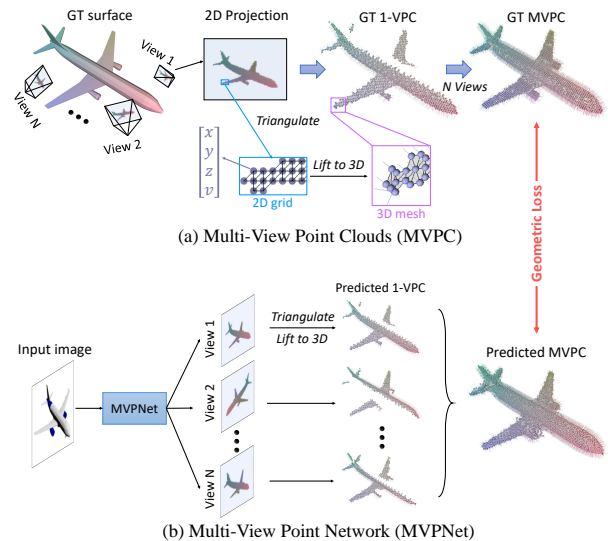 GT surface
2D Projection
GT 1-VPC
GT MVPC
View 1
View N
View 2
N Views
Triangulate
x
y
z
v
Lift to 3D
2D grid
3D mesh
(a) Multi-View Point Clouds (MVPC)
Geometric Loss
Predicted 1-VPC
Input image
MVPNet
View 1
Triangulate
Lift to 3D
View 2
View N
Predicted MVPC
(b) Multi-View Point Network (MVPNet)